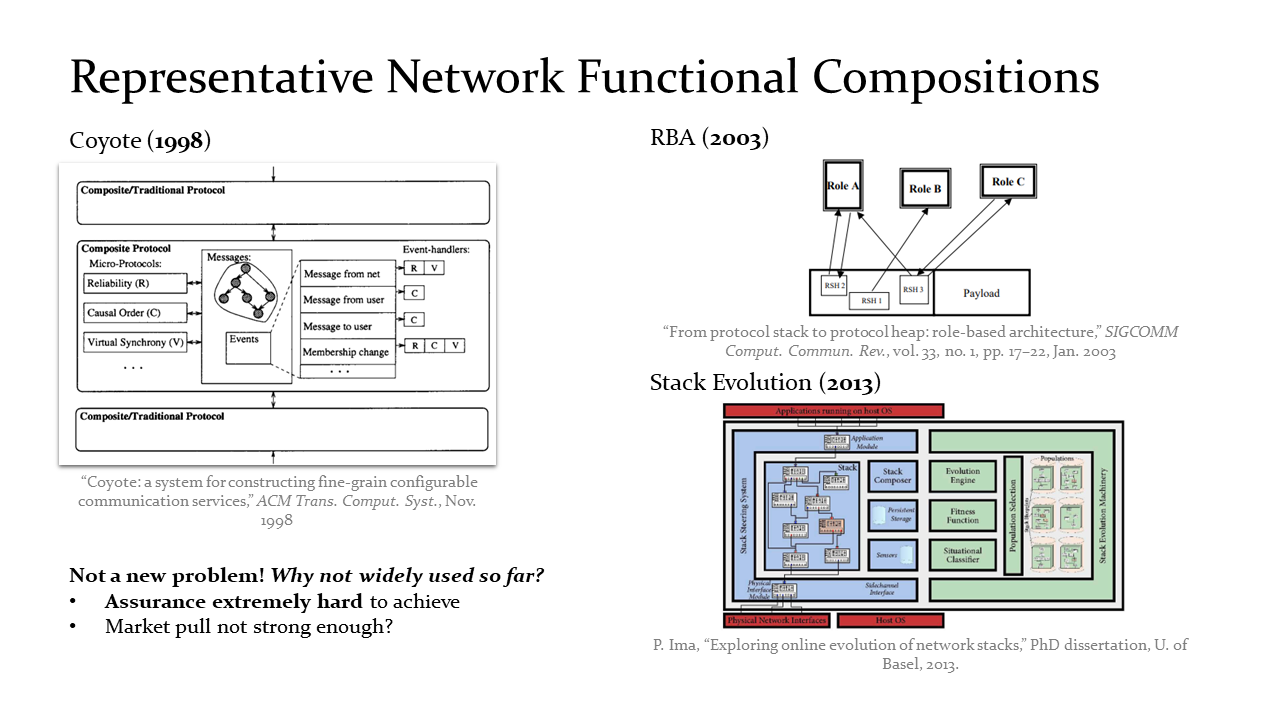 Representative Network Functional Compositions
Coyote (1998)
Composite/Traditional Protocol
Composite Protocol
Micro-Protocols:
Reliability (R)
Causal Order (C)
Virtual Synchrony (V)
. . .
Messages:
Events
Event-handlers:
Message from net
R V
Message from user
C
Message to user
C
Membership change
R C V
. . .
Composite/Traditional Protocol
“Coyote: a system for constructing fine-grain configurable
communication services,” ACM Trans. Comput. Syst., Nov.
1998
Not a new problem! Why not widely used so far?
• Assurance extremely hard to achieve
• Market pull not strong enough?
RBA (2003)
Role A
Role B
Role C
RSH 2
RSH 1
RSH 3
Payload
“From protocol stack to protocol heap: role-based architecture,” SIGCOMM
Comput. Commun. Rev., vol. 33, no. 1, pp. 17–22, Jan. 2003
Stack Evolution (2013)
Applications running on host OS
Application
Module
Stack
Stack Steering System
Stack
Composer
Persistent
Storage
Sensors
Physical
Interface
Module
Sidechannel
Interface
Evolution
Engine
Fitness
Function
Situational
Classifier
Population Selection
Populations
Stack Evolution Machinery
Physical Network Interfaces
Host OS
P. Ima, “Exploring online evolution of network stacks,” PhD dissertation, U. of
Basel, 2013.